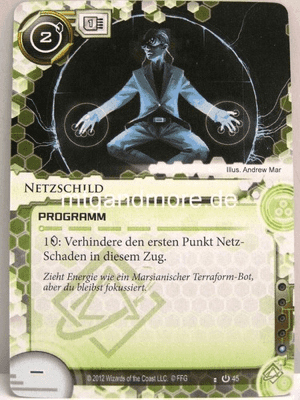 2
Illus. Andrew Mar
NETZSCHILD
PROGRAMM
1: Verhindere den ersten Punkt Netz-
Schaden in diesem Zug.
Zieht Energie wie ein Marsianischer Terraform-Bot,
aber du bleibst fokussiert.
–
© 2012 Wizards of the Coast LLC. © FFG
45